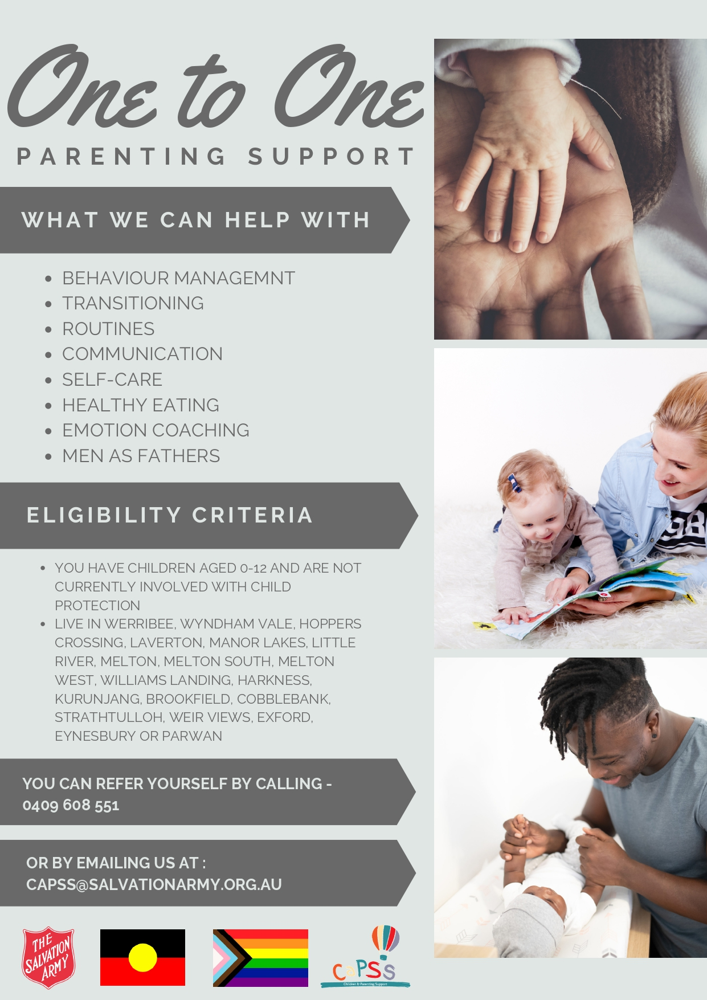 One to One
PARENTING SUPPORT
WHAT WE CAN HELP WITH
• BEHAVIOUR MANAGEMNT
• TRANSITIONING
• ROUTINES
• COMMUNICATION
• SELF-CARE
• HEALTHY EATING
• EMOTION COACHING
• MEN AS FATHERS
ELIGIBILITY CRITERIA
• YOU HAVE CHILDREN AGED 0-12 AND ARE NOT
CURRENTLY INVOLVED WITH CHILD
PROTECTION
• LIVE IN WERRIBEE, WYNDHAM VALE, HOPPERS
CROSSING, LAVERTON, MANOR LAKES, LITTLE
RIVER, MELTON, MELTON SOUTH, MELTON
WEST, WILLIAMS LANDING, HARKNESS,
KURUNJANG, BROOKFIELD, COBBLEBANK,
STRATHTULLOH, WEIR VIEWS, EXFORD,
EYNESBURY OR PARWAN
YOU CAN REFER YOURSELF BY CALLING -
0409 608 551
OR BY EMAILING US AT :
CAPSS@SALVATIONARMY.ORG.AU
THE
SALVATION
ARMY
CaPSS
Children & Parenting Support